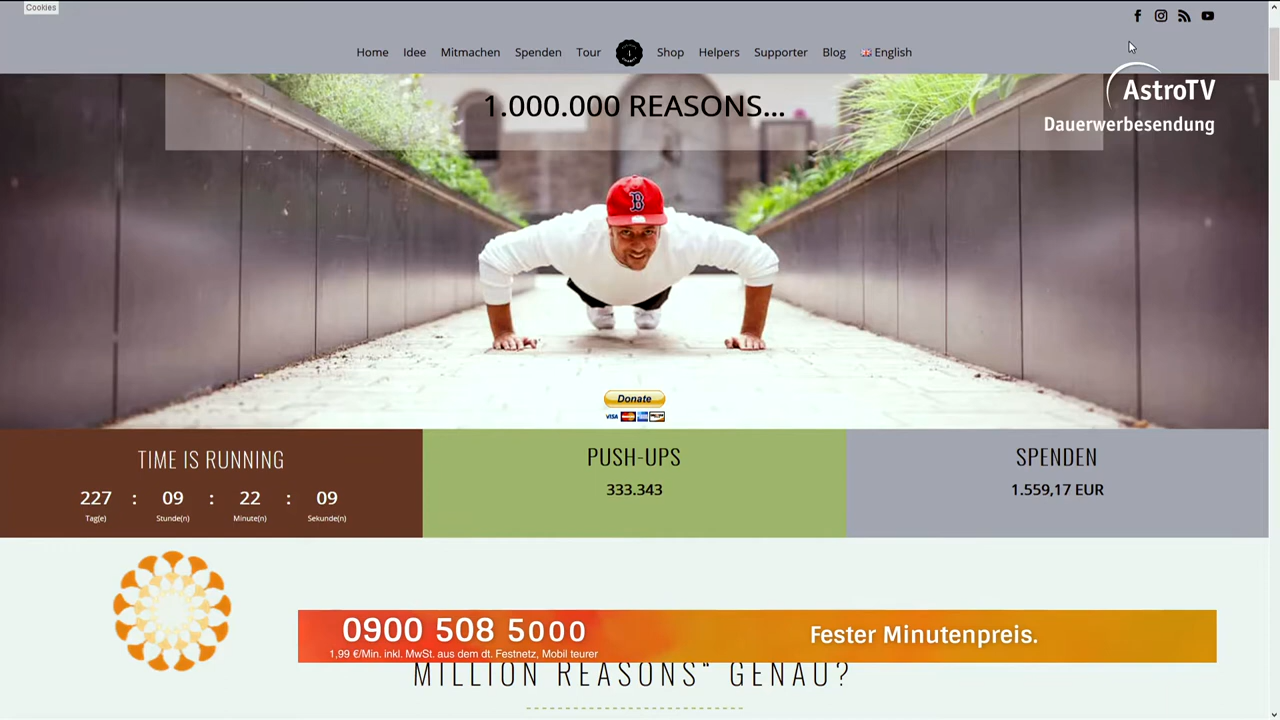 Cookies
Home Idee Mitmachen Spenden Tour Shop Helpers Supporter Blog English
AstroTV
Dauerwerbesendung
1.000.000 REASONS...
B
Donate
VISA
TIME IS RUNNING
227 : 09 : 22 : 09
Tag(e) Stunde(n) Minute(n) Sekunde(n)
PUSH-UPS
333.343
SPENDEN
1.559,17 EUR
0900 508 5000
1,99 €/Min. inkl. MwSt. aus dem dt. Festnetz, Mobil teurer
Fester Minutenpreis.
MILLION REASONS“ GENAU?